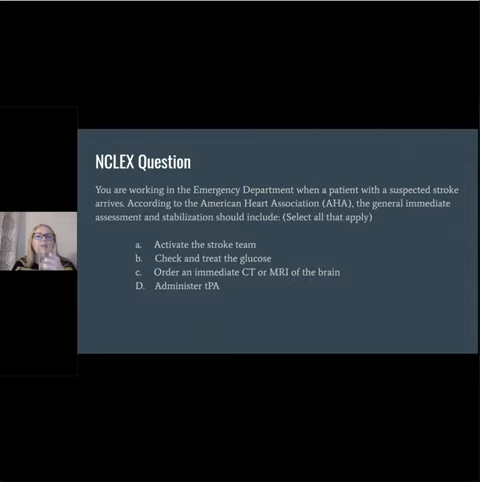 NCLEX Question
You are working in the Emergency Department when a patient with a suspected stroke
arrives. According to the American Heart Association (AHA), the general immediate
assessment and stabilization should include: (Select all that apply)
a. Activate the stroke team
b. Check and treat the glucose
c. Order an immediate CT or MRI of the brain
D. Administer tPA